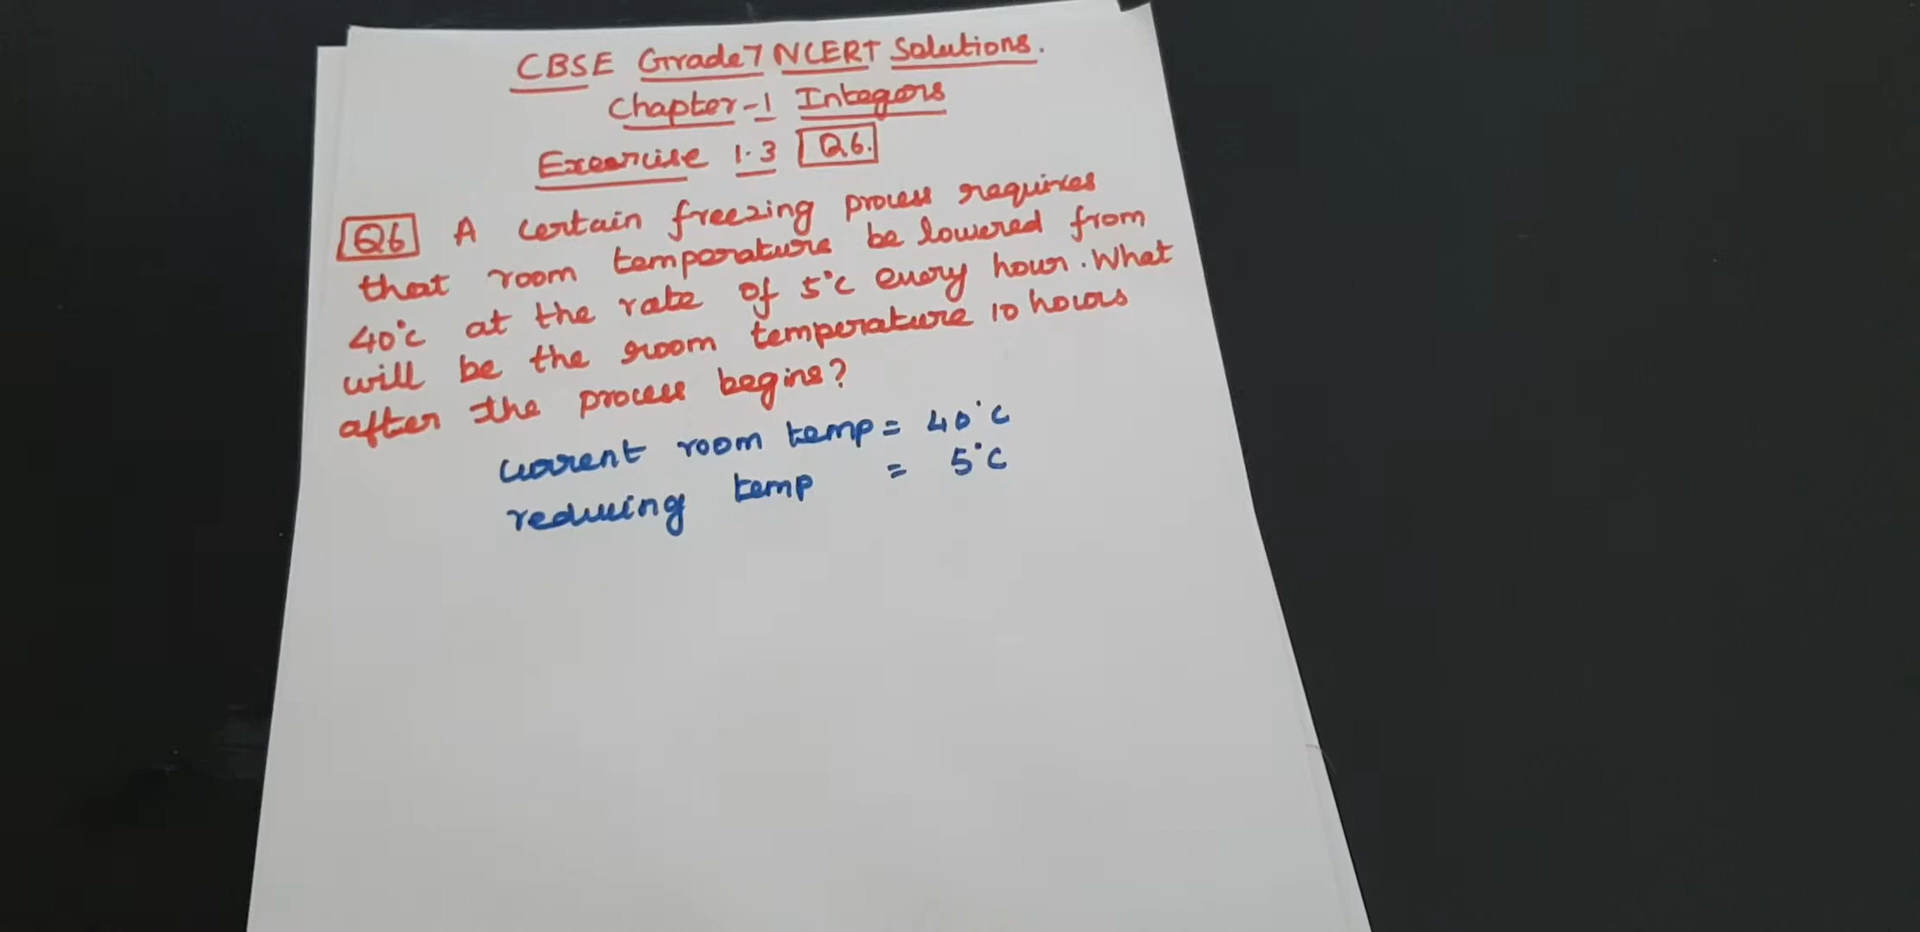 CBSE Grade 7 NCERT Solutions.
Chapter-1 Integers
Exercise 1.3 Q6.
Q6 A certain freezing process requires
that room temperature be lowered from
40°C at the rate of 5°C every hour. What
will be the room temperature 10 hours
after the process begins?
current room temp = 40°C
reducing temp = 5°C